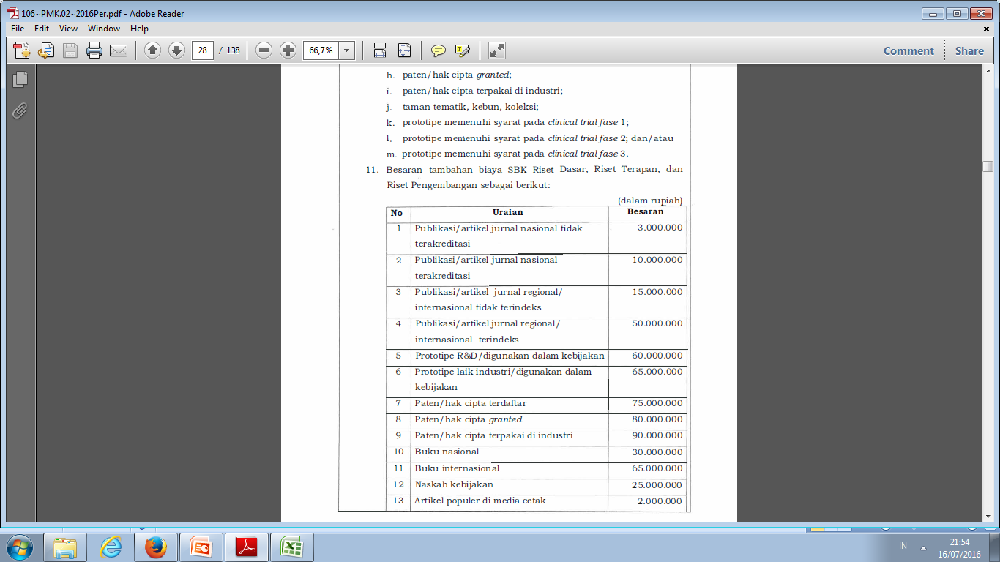 106~PMK.02~2016Per.pdf - Adobe Reader
File Edit View Window Help
28 / 138 66,7% Comment Share
h. paten/hak cipta granted;
i. paten/hak cipta terpakai di industri;
j. taman tematik, kebun, koleksi;
k. prototipe memenuhi syarat pada clinical trial fase 1;
l. prototipe memenuhi syarat pada clinical trial fase 2; dan/atau
m. prototipe memenuhi syarat pada clinical trial fase 3.
11. Besaran tambahan biaya SBK Riset Dasar, Riset Terapan, dan
Riset Pengembangan sebagai berikut:
(dalam rupiah)
No Uraian Besaran
1 Publikasi/artikel jurnal nasional tidak 3.000.000
terakreditasi
2 Publikasi/artikel jurnal nasional 10.000.000
terakreditasi
3 Publikasi/artikel jurnal regional/ 15.000.000
internasional tidak terindeks
4 Publikasi/artikel jurnal regional/ 50.000.000
internasional terindeks
5 Prototipe R&D/digunakan dalam kebijakan 60.000.000
6 Prototipe laik industri/digunakan dalam 65.000.000
kebijakan
7 Paten/hak cipta terdaftar 75.000.000
8 Paten/hak cipta granted 80.000.000
9 Paten/hak cipta terpakai di industri 90.000.000
10 Buku nasional 30.000.000
11 Buku internasional 65.000.000
12 Naskah kebijakan 25.000.000
13 Artikel populer di media cetak 2.000.000
IN 21:54
16/07/2016